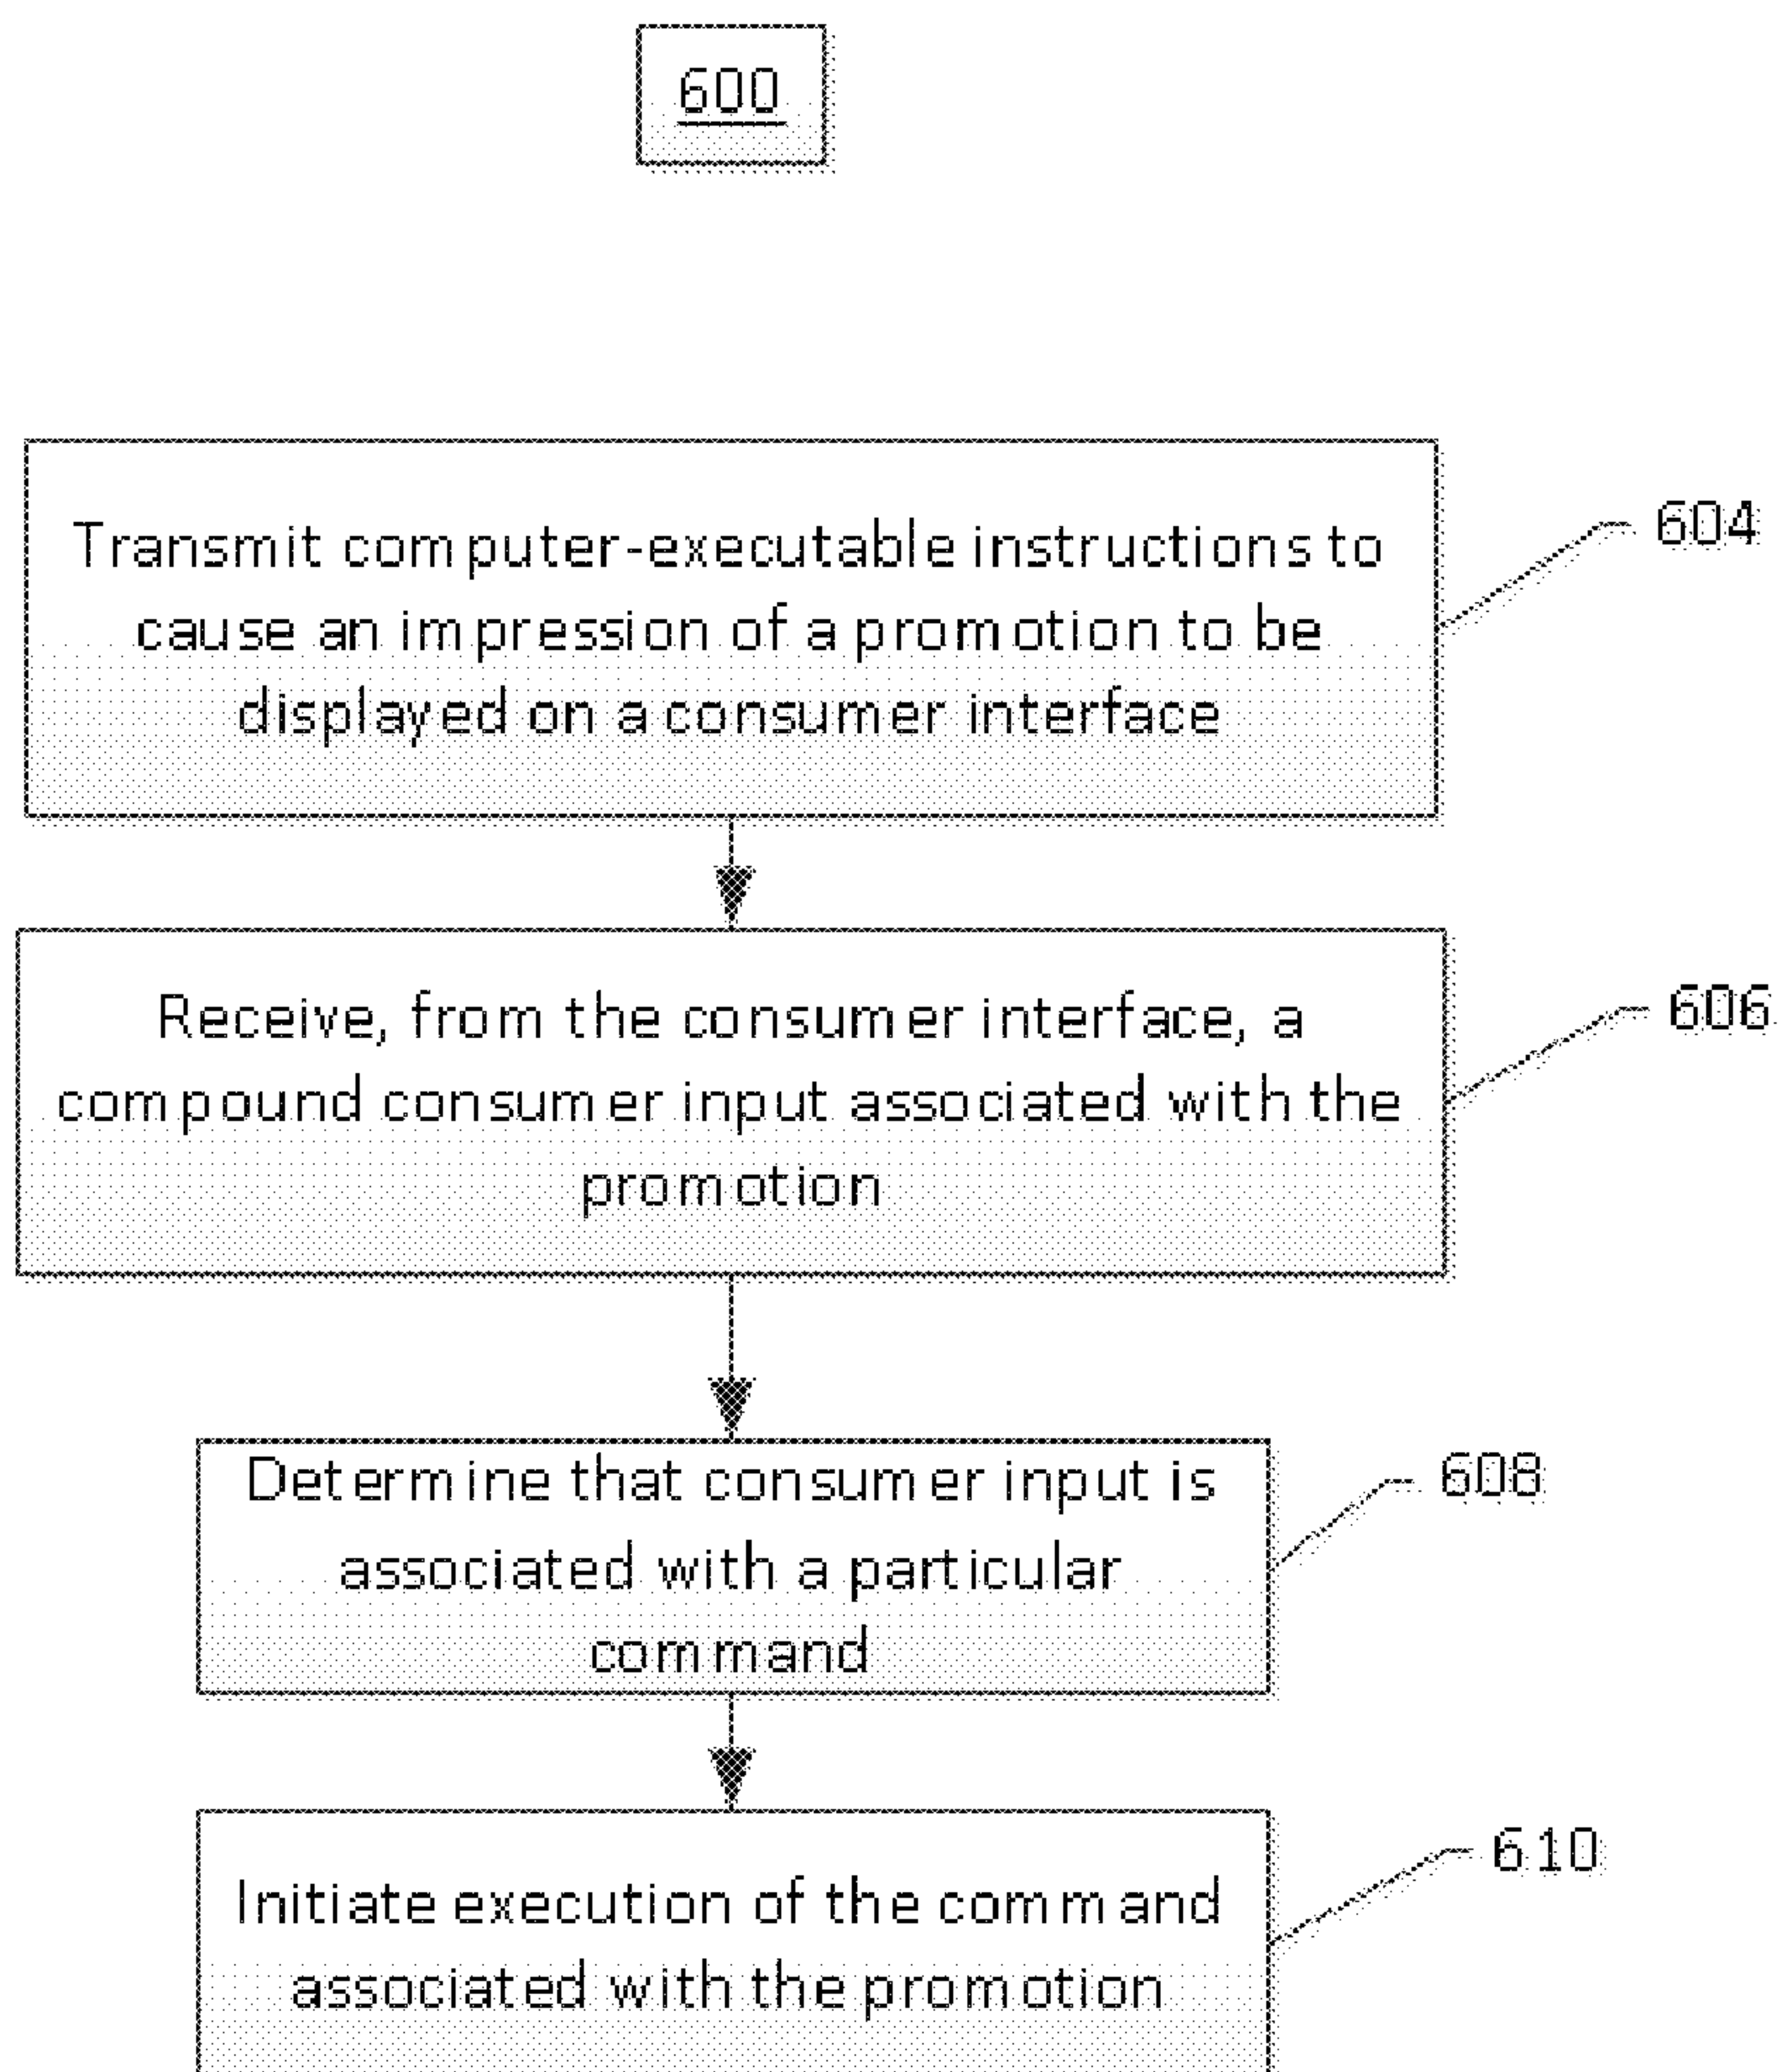 600
Transmit computer-executable instructions to
cause an impression of a promotion to be
displayed on a consumer interface
604
Receive, from the consumer interface, a
compound consumer input associated with the
promotion
606
Determine that consumer input is
associated with a particular
command
608
Initiate execution of the command
associated with the promotion
610